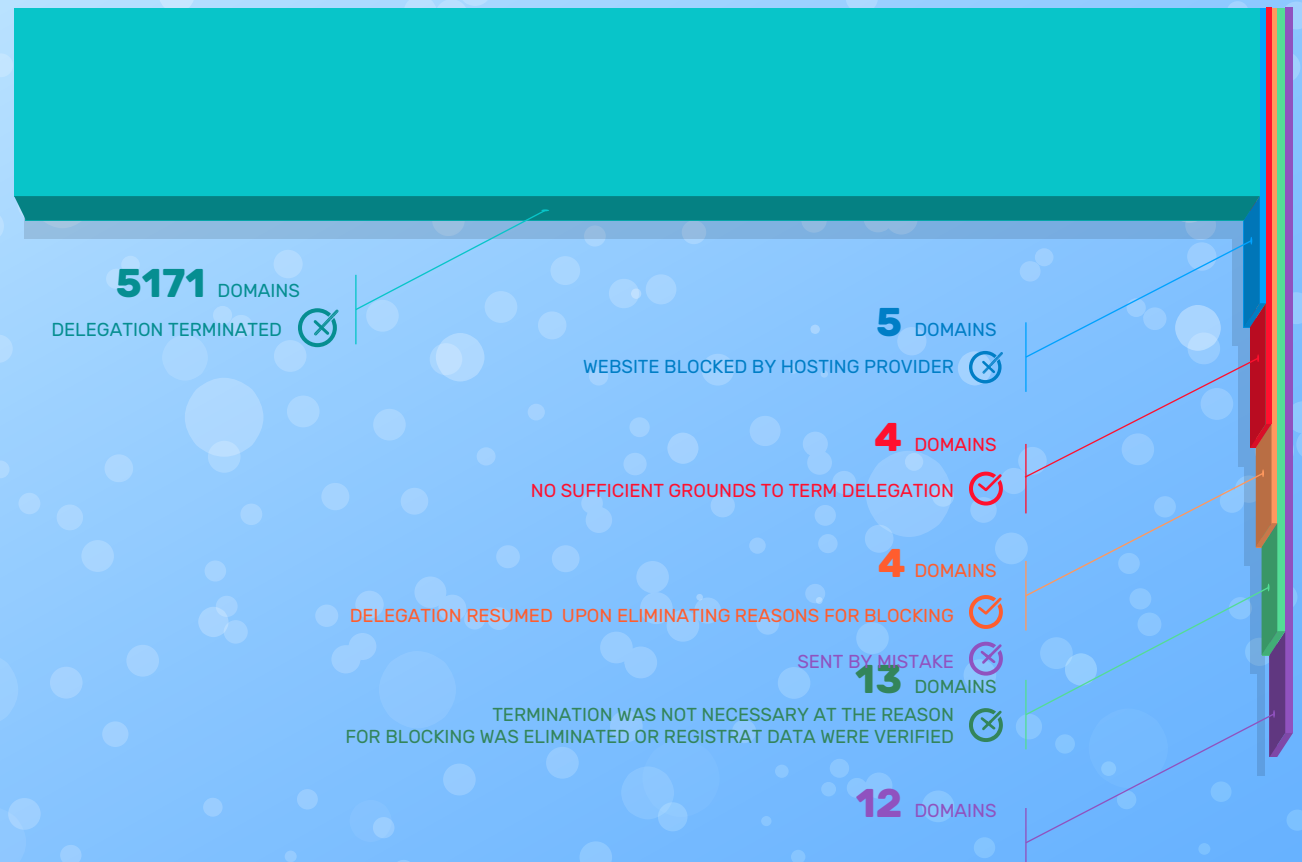 5171 DOMAINS
DELEGATION TERMINATED
5 DOMAINS
WEBSITE BLOCKED BY HOSTING PROVIDER
4 DOMAINS
NO SUFFICIENT GROUNDS TO TERM DELEGATION
4 DOMAINS
DELEGATION RESUMED UPON ELIMINATING REASONS FOR BLOCKING
SENT BY MISTAKE
13 DOMAINS
TERMINATION WAS NOT NECESSARY AT THE REASON
FOR BLOCKING WAS ELIMINATED OR REGISTRAT DATA WERE VERIFIED
12 DOMAINS